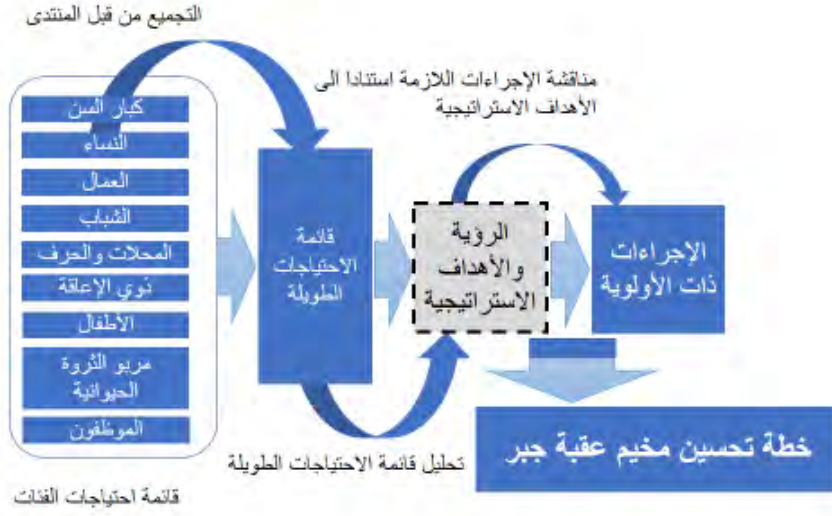 التجميع من قبل المنتدى
مناقشة الإجراءات اللازمة استنادا الى
الأهداف الاستراتيجية
كبار السن
النساء
العمال
الشباب
المحلات والحرف
ذوي الإعاقة
الأطفال
مربو الثروة
الحيوانية
الموظفون
قائمة احتياجات الفئات
قائمة
الاحتياجات
الطويلة
تحليل قائمة الاحتياجات الطويلة
الرؤية
والأهداف
الاستراتيجية
الإجراءات
ذات الأولوية
خطة تحسين مخيم عقبة جبر